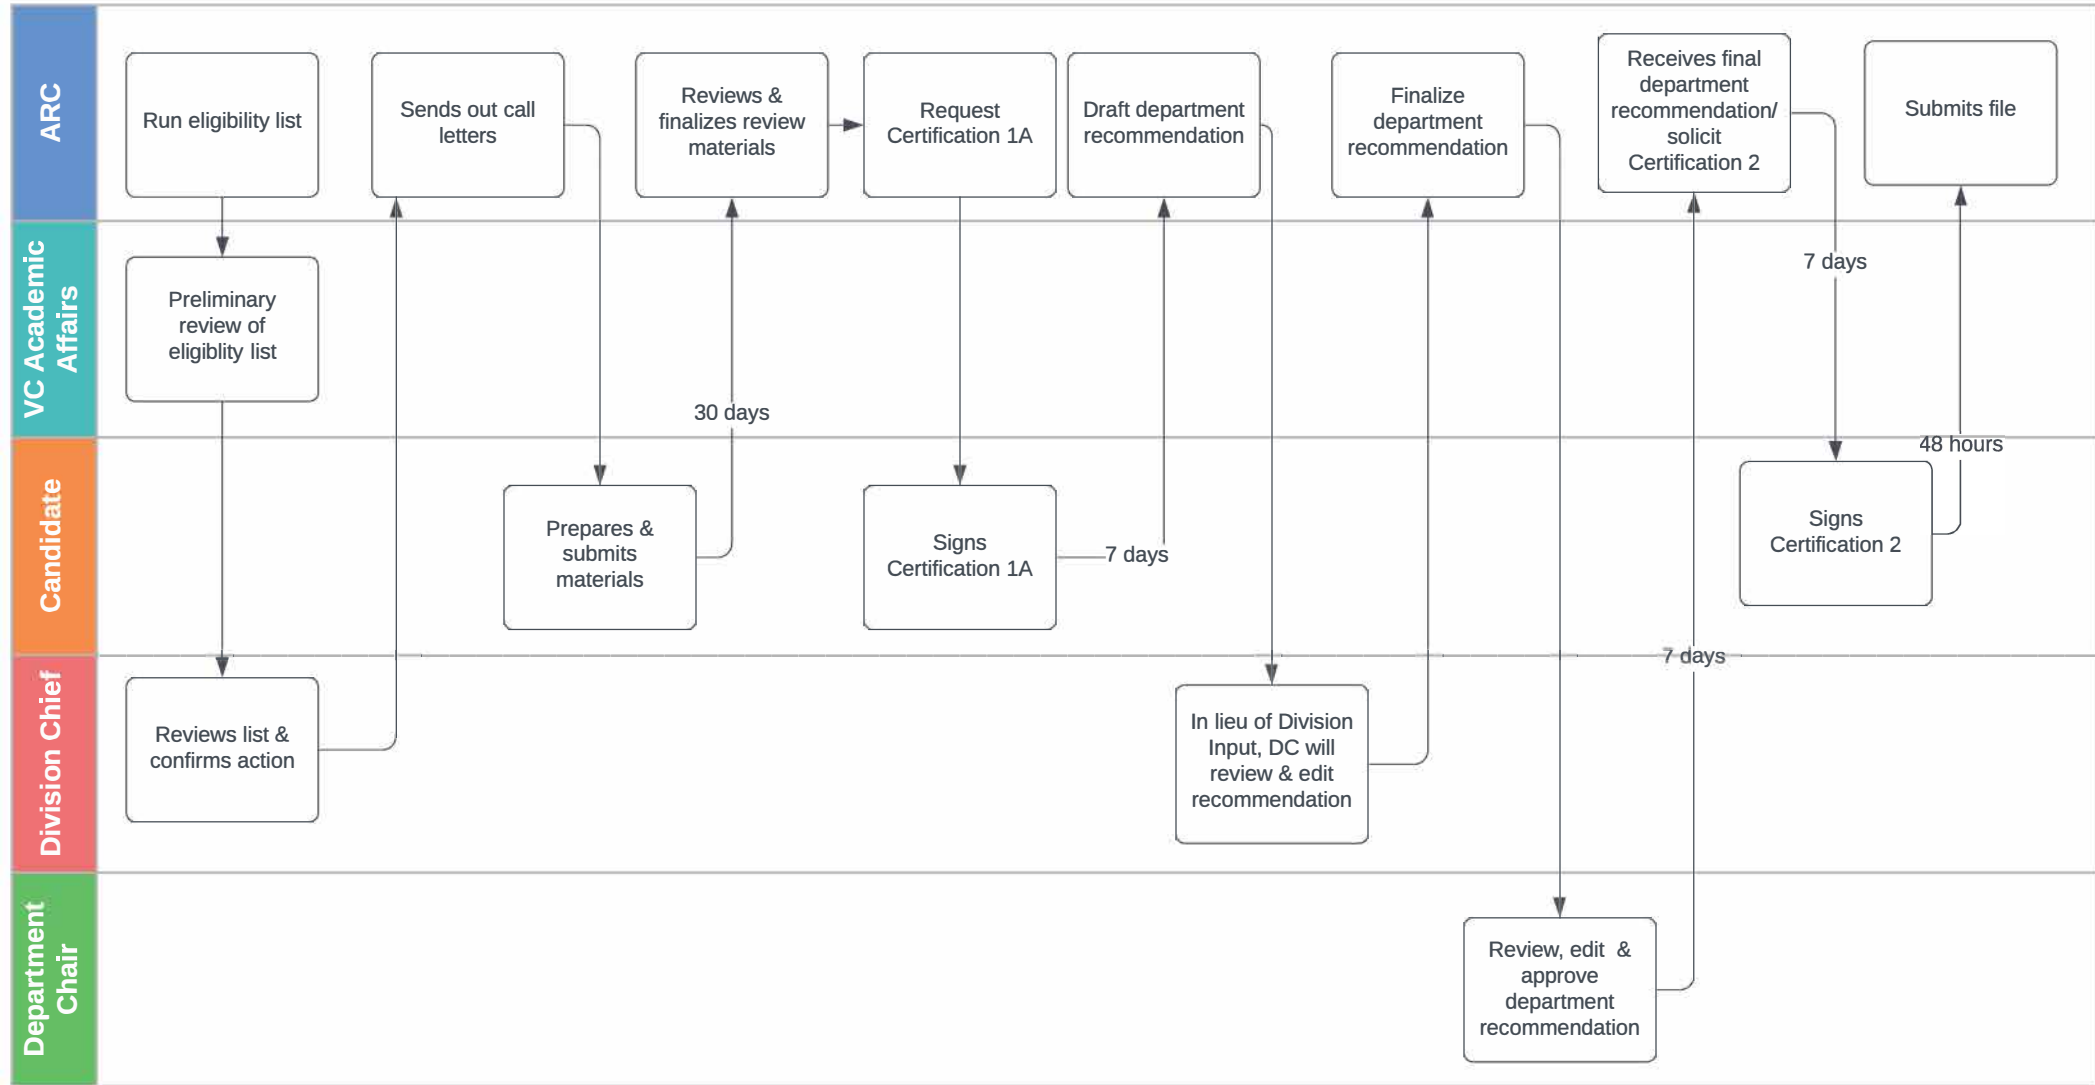 ARC
Run eligibility list
Sends out call
letters
Reviews &
finalizes review
materials
Request
Certification 1A
Draft department
recommendation
Finalize
department
recommendation
Receives final
department
recommendation/
solicit
Certification 2
Submits file
VC Academic
Affairs
Preliminary
review of
eligiblity list
30 days
7 days
Candidate
Prepares &
submits
materials
Signs
Certification 1A
7 days
Signs
Certification 2
48 hours
Division Chief
Reviews list &
confirms action
In lieu of Division
Input, DC will
review & edit
recommendation
7 days
Department
Chair
Review, edit &
approve
department
recommendation